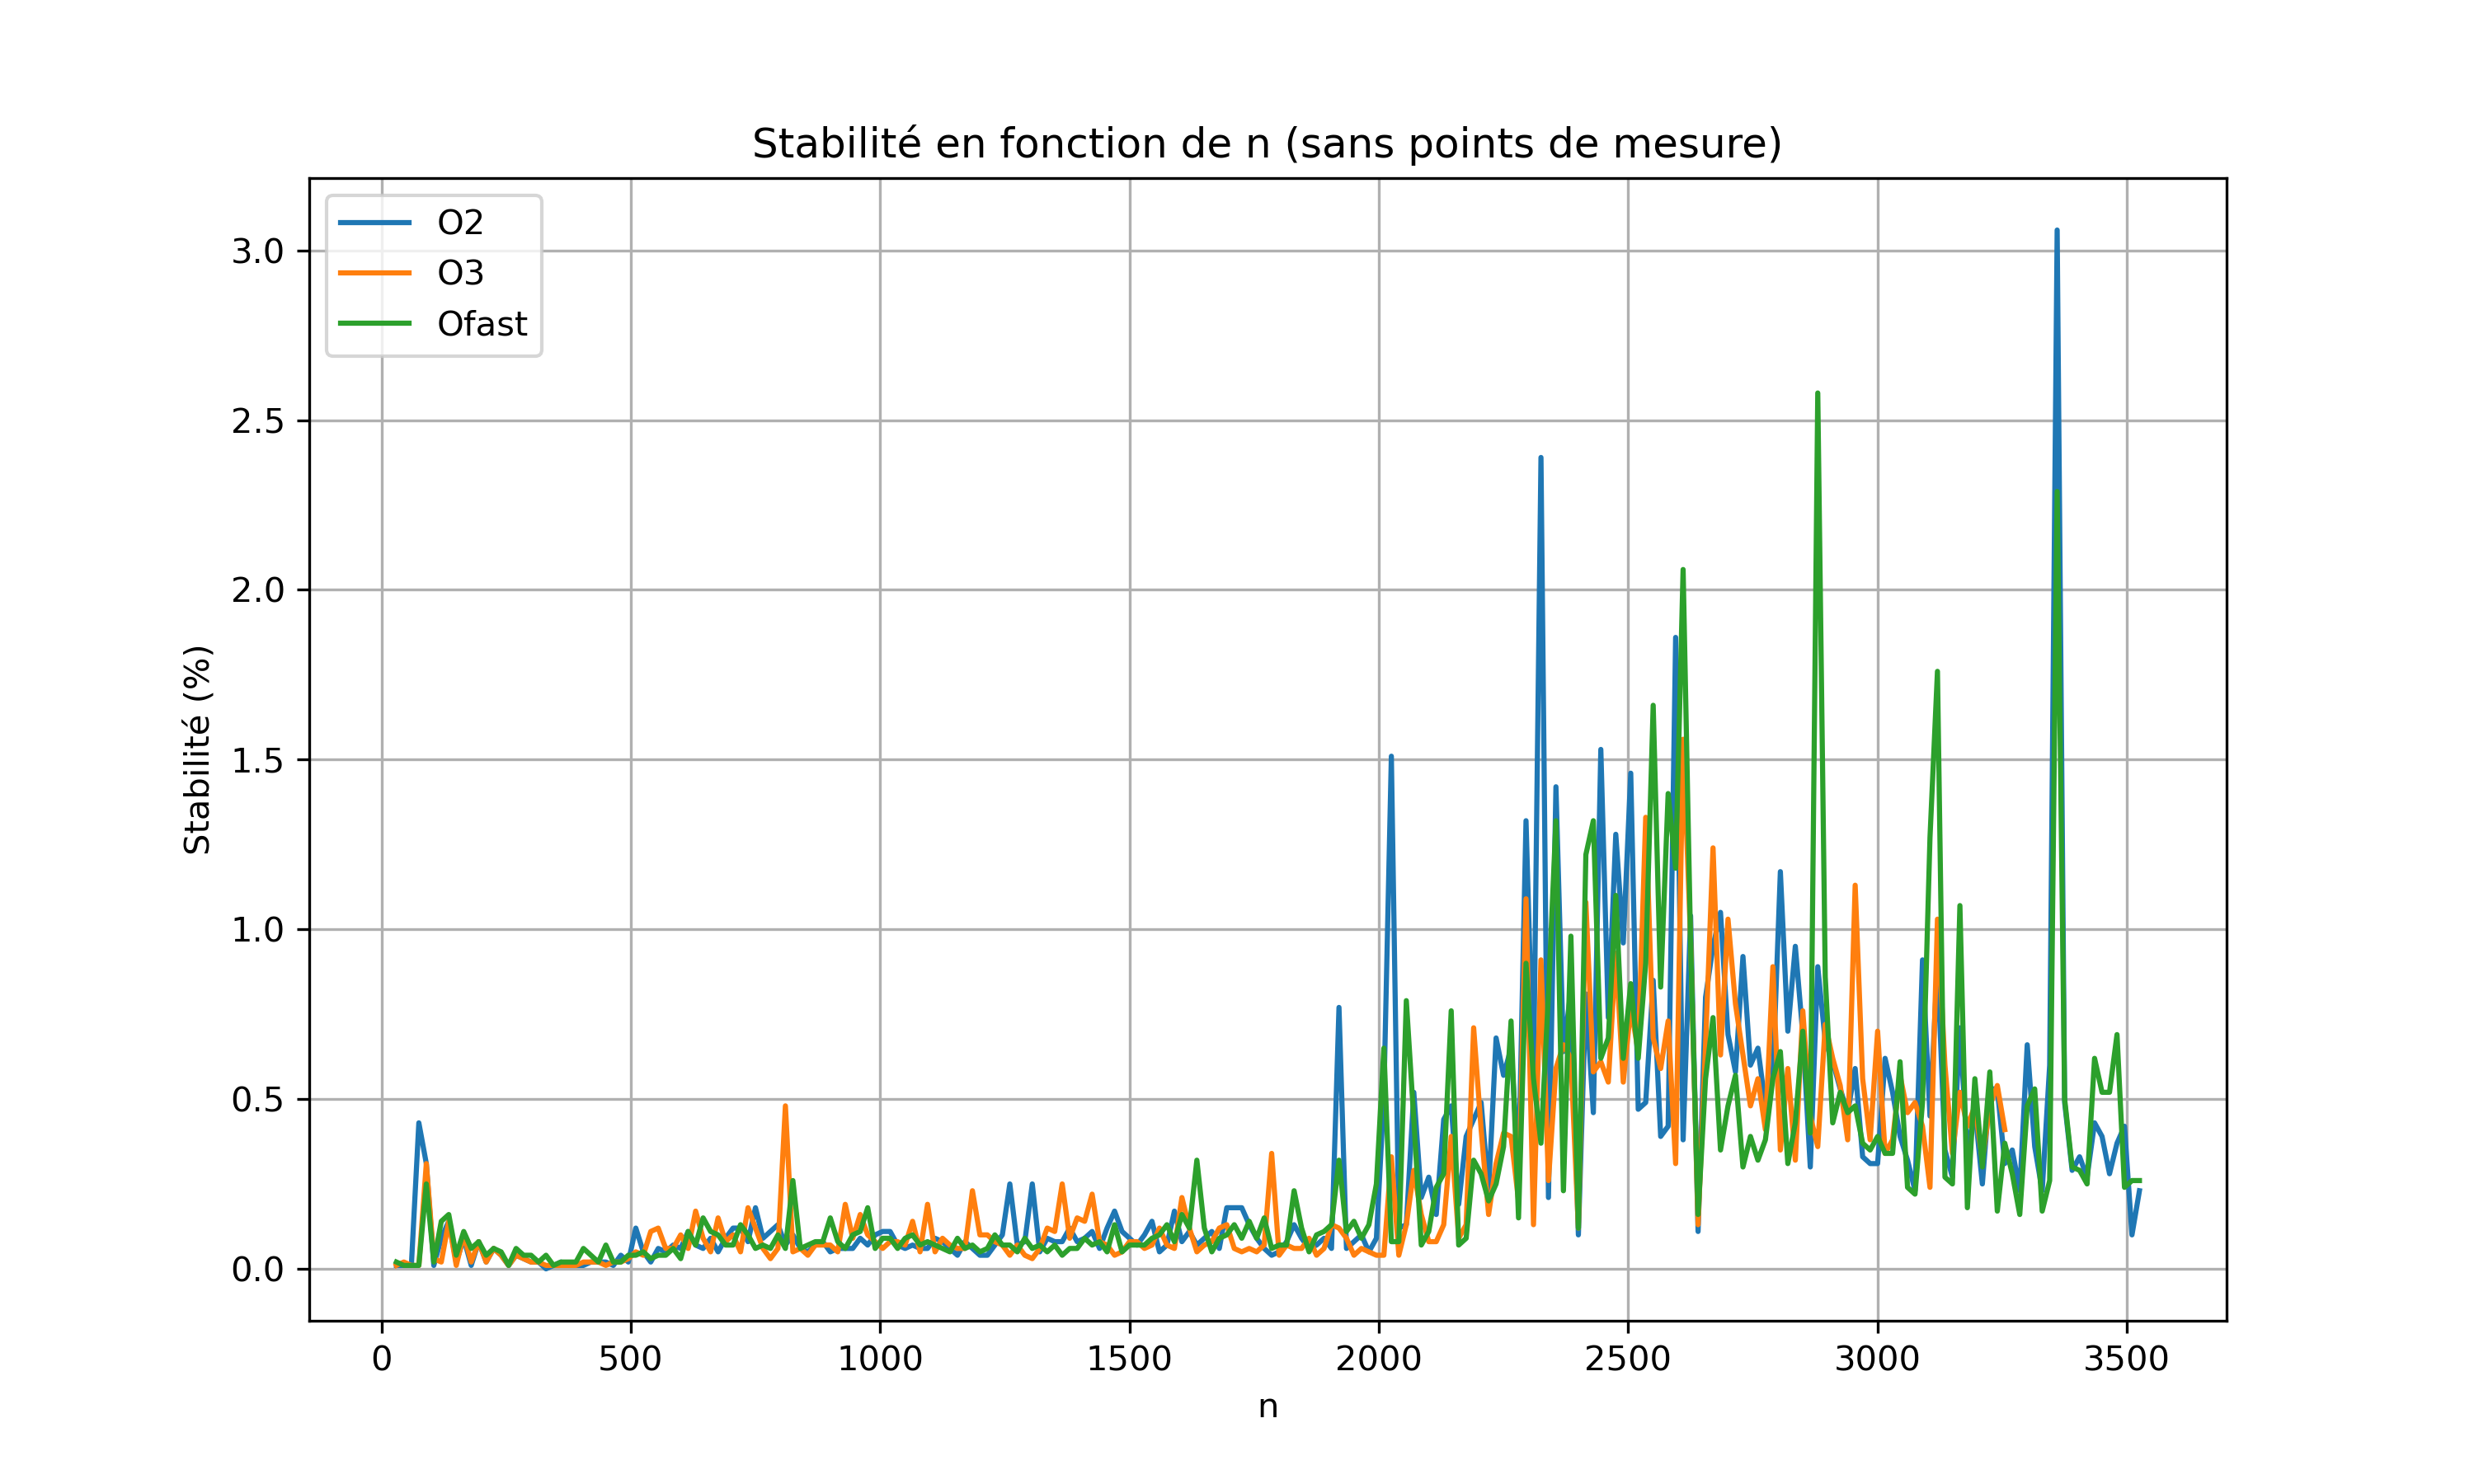 Stabilité en fonction de n (sans points de mesure)
O2
O3
Ofast
Stabilité (%)
3.0
2.5
2.0
1.5
1.0
0.5
0.0
0 500 1000 1500 2000 2500 3000 3500
n